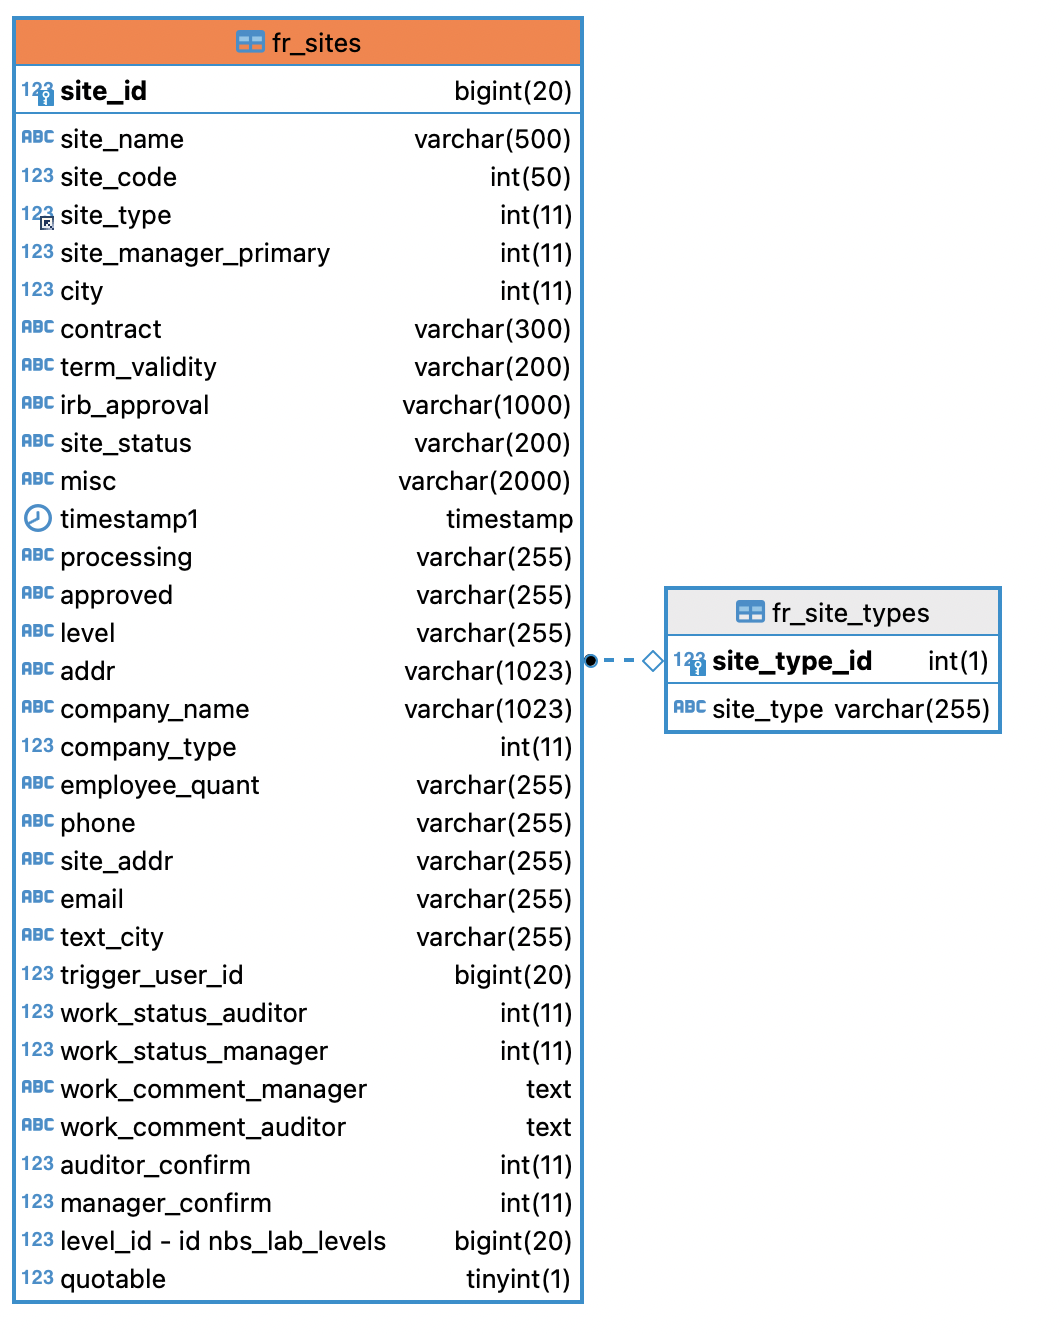 fr_sites
123 site_id bigint(20)
ABC site_name varchar(500)
123 site_code int(50)
123 site_type int(11)
123 site_manager_primary int(11)
123 city int(11)
ABC contract varchar(300)
ABC term_validity varchar(200)
ABC irb_approval varchar(1000)
ABC site_status varchar(200)
ABC misc varchar(2000)
timestamp1 timestamp
ABC processing varchar(255)
ABC approved varchar(255)
ABC level varchar(255)
ABC addr varchar(1023)
ABC company_name varchar(1023)
123 company_type int(11)
ABC employee_quant varchar(255)
ABC phone varchar(255)
ABC site_addr varchar(255)
ABC email varchar(255)
ABC text_city varchar(255)
123 trigger_user_id bigint(20)
123 work_status_auditor int(11)
123 work_status_manager int(11)
ABC work_comment_manager text
ABC work_comment_auditor text
123 auditor_confirm int(11)
123 manager_confirm int(11)
123 level_id - id nbs_lab_levels bigint(20)
123 quotable tinyint(1)
fr_site_types
123 site_type_id int(1)
ABC site_type varchar(255)